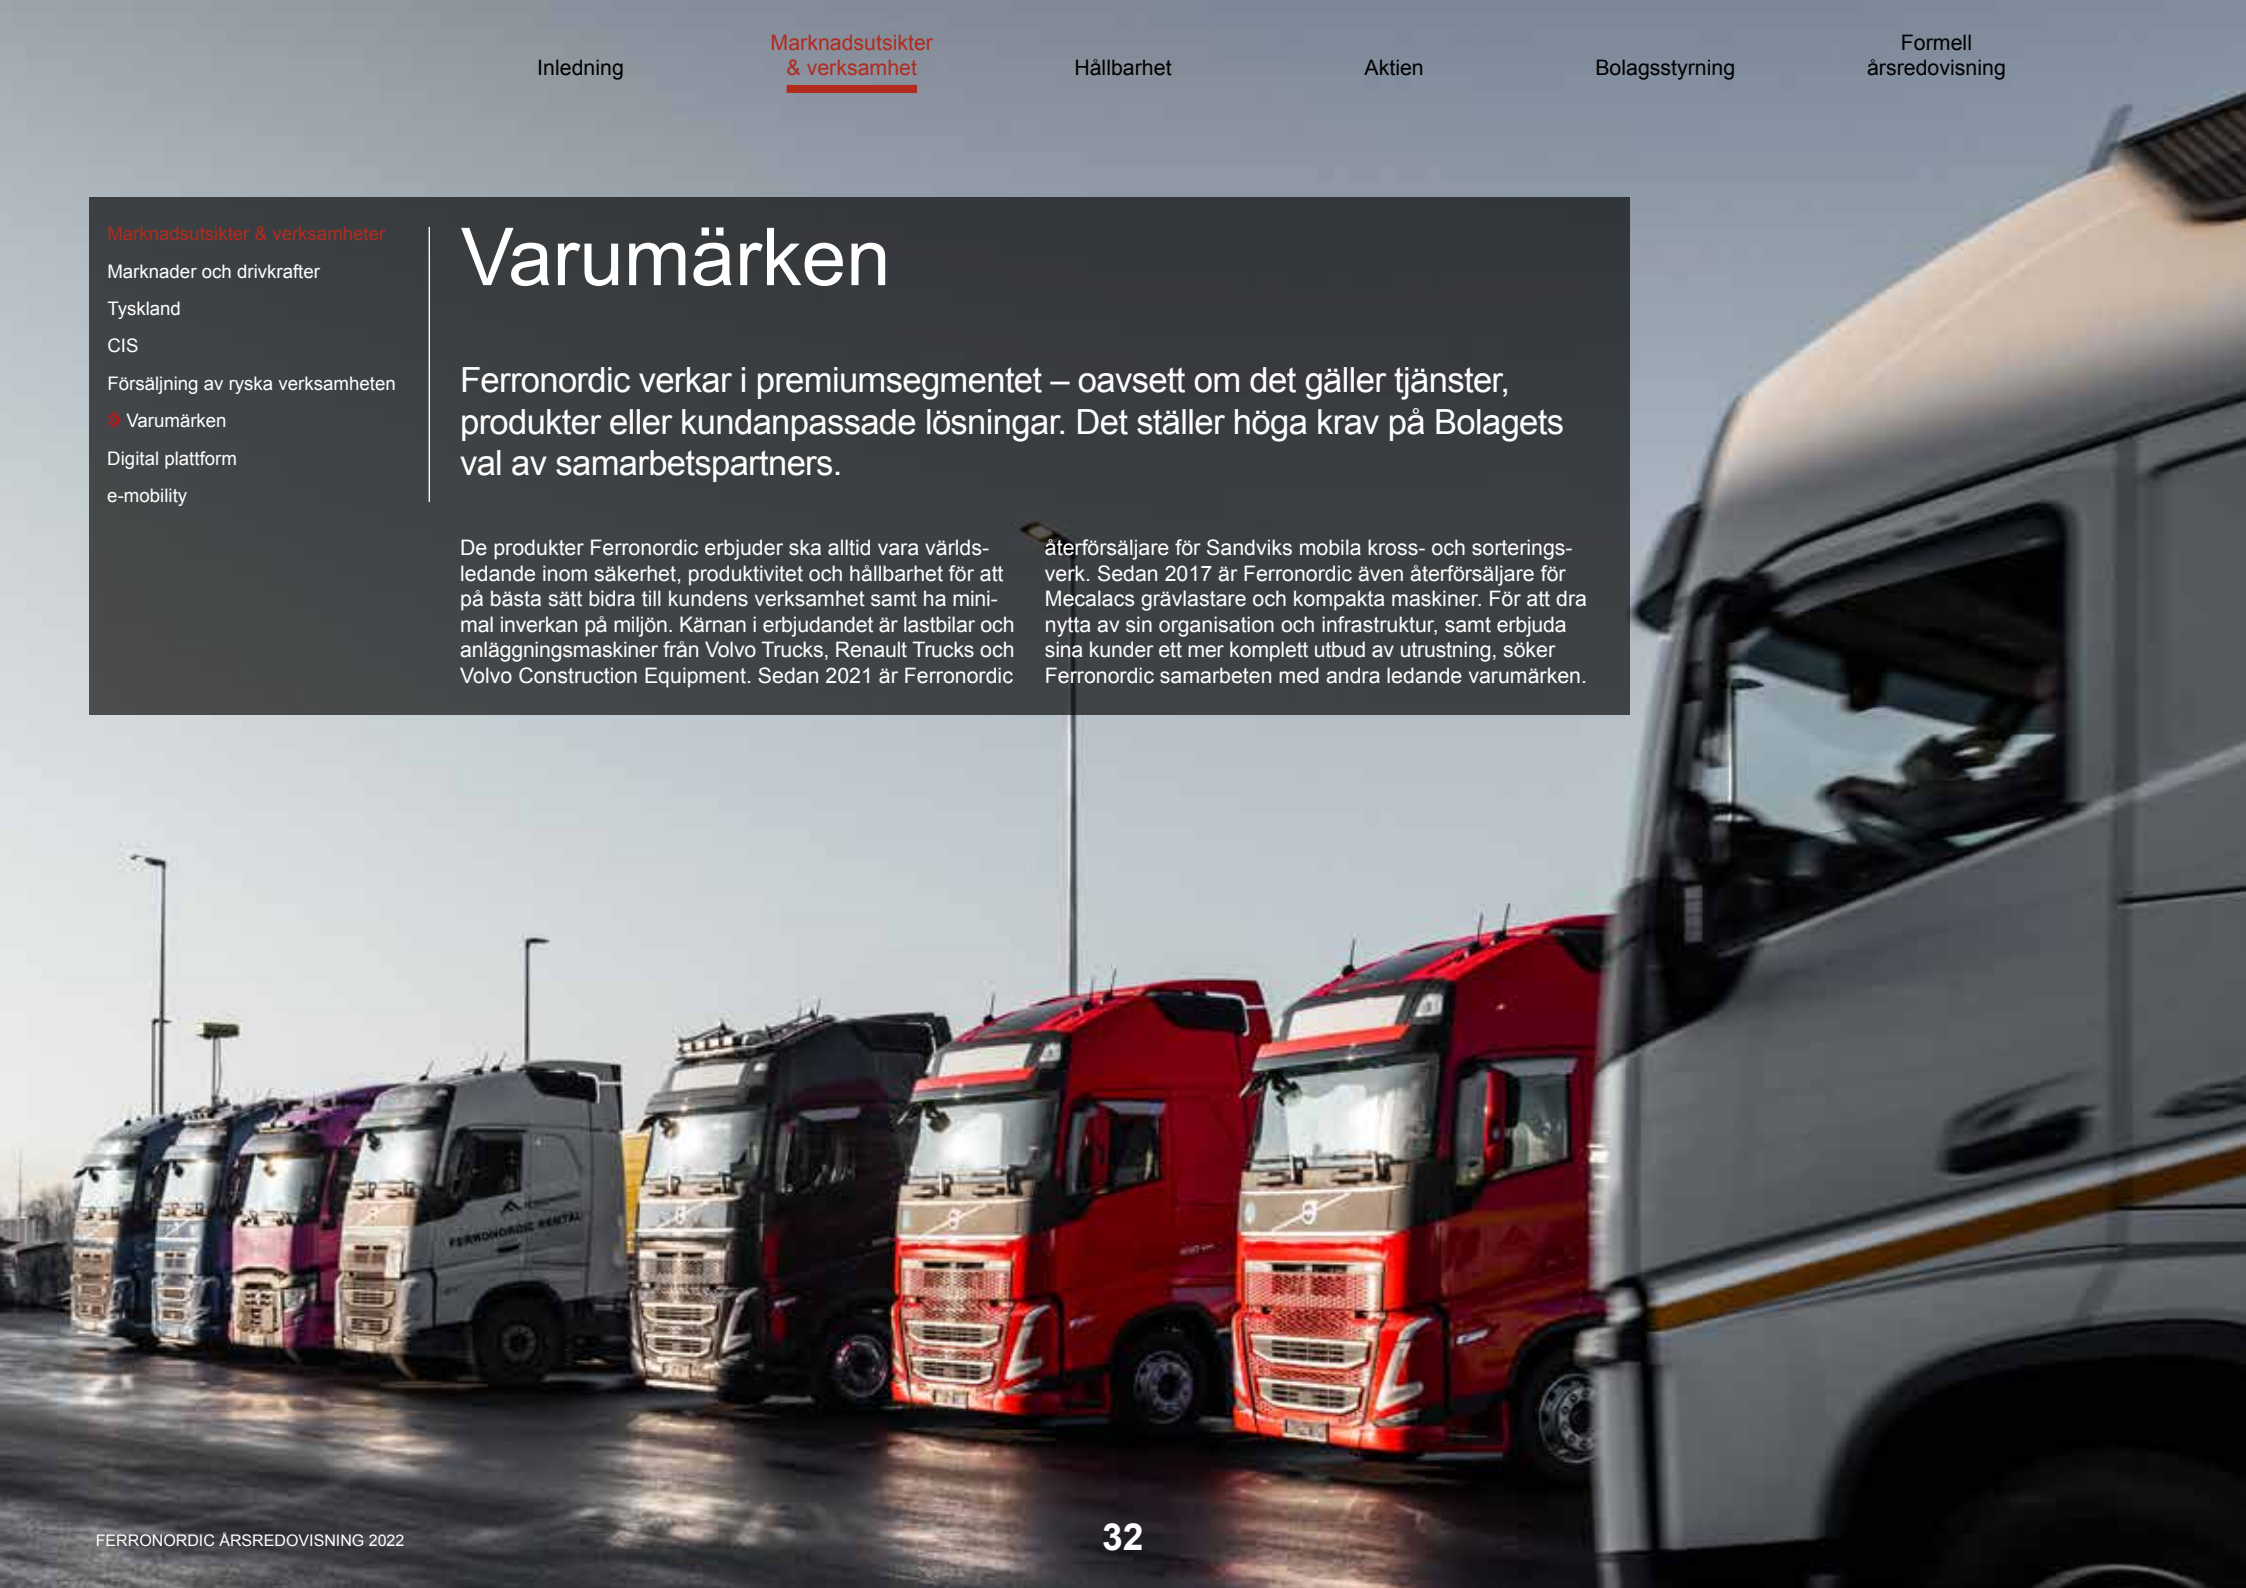 Inledning
Marknadsutsikter
& verksamhet
Hållbarhet
Aktien
Bolagsstyrning
Formell
årsredovisning
Marknadsutsikter & verksamheter
Marknader och drivkrafter
Tyskland
CIS
Försäljning av ryska verksamheten
Varumärken
Digital plattform
e-mobility
Varumärken
Ferronordic verkar i premiumsegmentet – oavsett om det gäller tjänster,
produkter eller kundanpassade lösningar. Det ställer höga krav på Bolagets
val av samarbetspartners.
De produkter Ferronordic erbjuder ska alltid vara världs-
ledande inom säkerhet, produktivitet och hållbarhet för att
på bästa sätt bidra till kundens verksamhet samt ha mini-
mal inverkan på miljön. Kärnan i erbjudandet är lastbilar och
anläggningsmaskiner från Volvo Trucks, Renault Trucks och
Volvo Construction Equipment. Sedan 2021 är Ferronordic
återförsäljare för Sandviks mobila kross- och sorterings-
verk. Sedan 2017 är Ferronordic även återförsäljare för
Mecalacs grävlastare och kompakta maskiner. För att dra
nytta av sin organisation och infrastruktur, samt erbjuda
sina kunder ett mer komplett utbud av utrustning, söker
Ferronordic samarbeten med andra ledande varumärken.
FERRONORDIC RENTAL
FERRONORDIC ÅRSREDOVISNING 2022
32